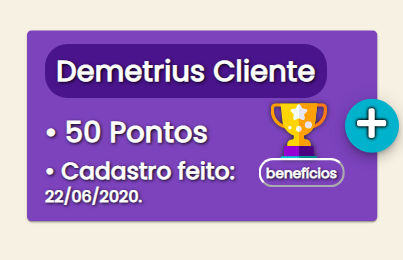 Demetrius Cliente
• 50 Pontos
• Cadastro feito:
22/06/2020.
benefícios